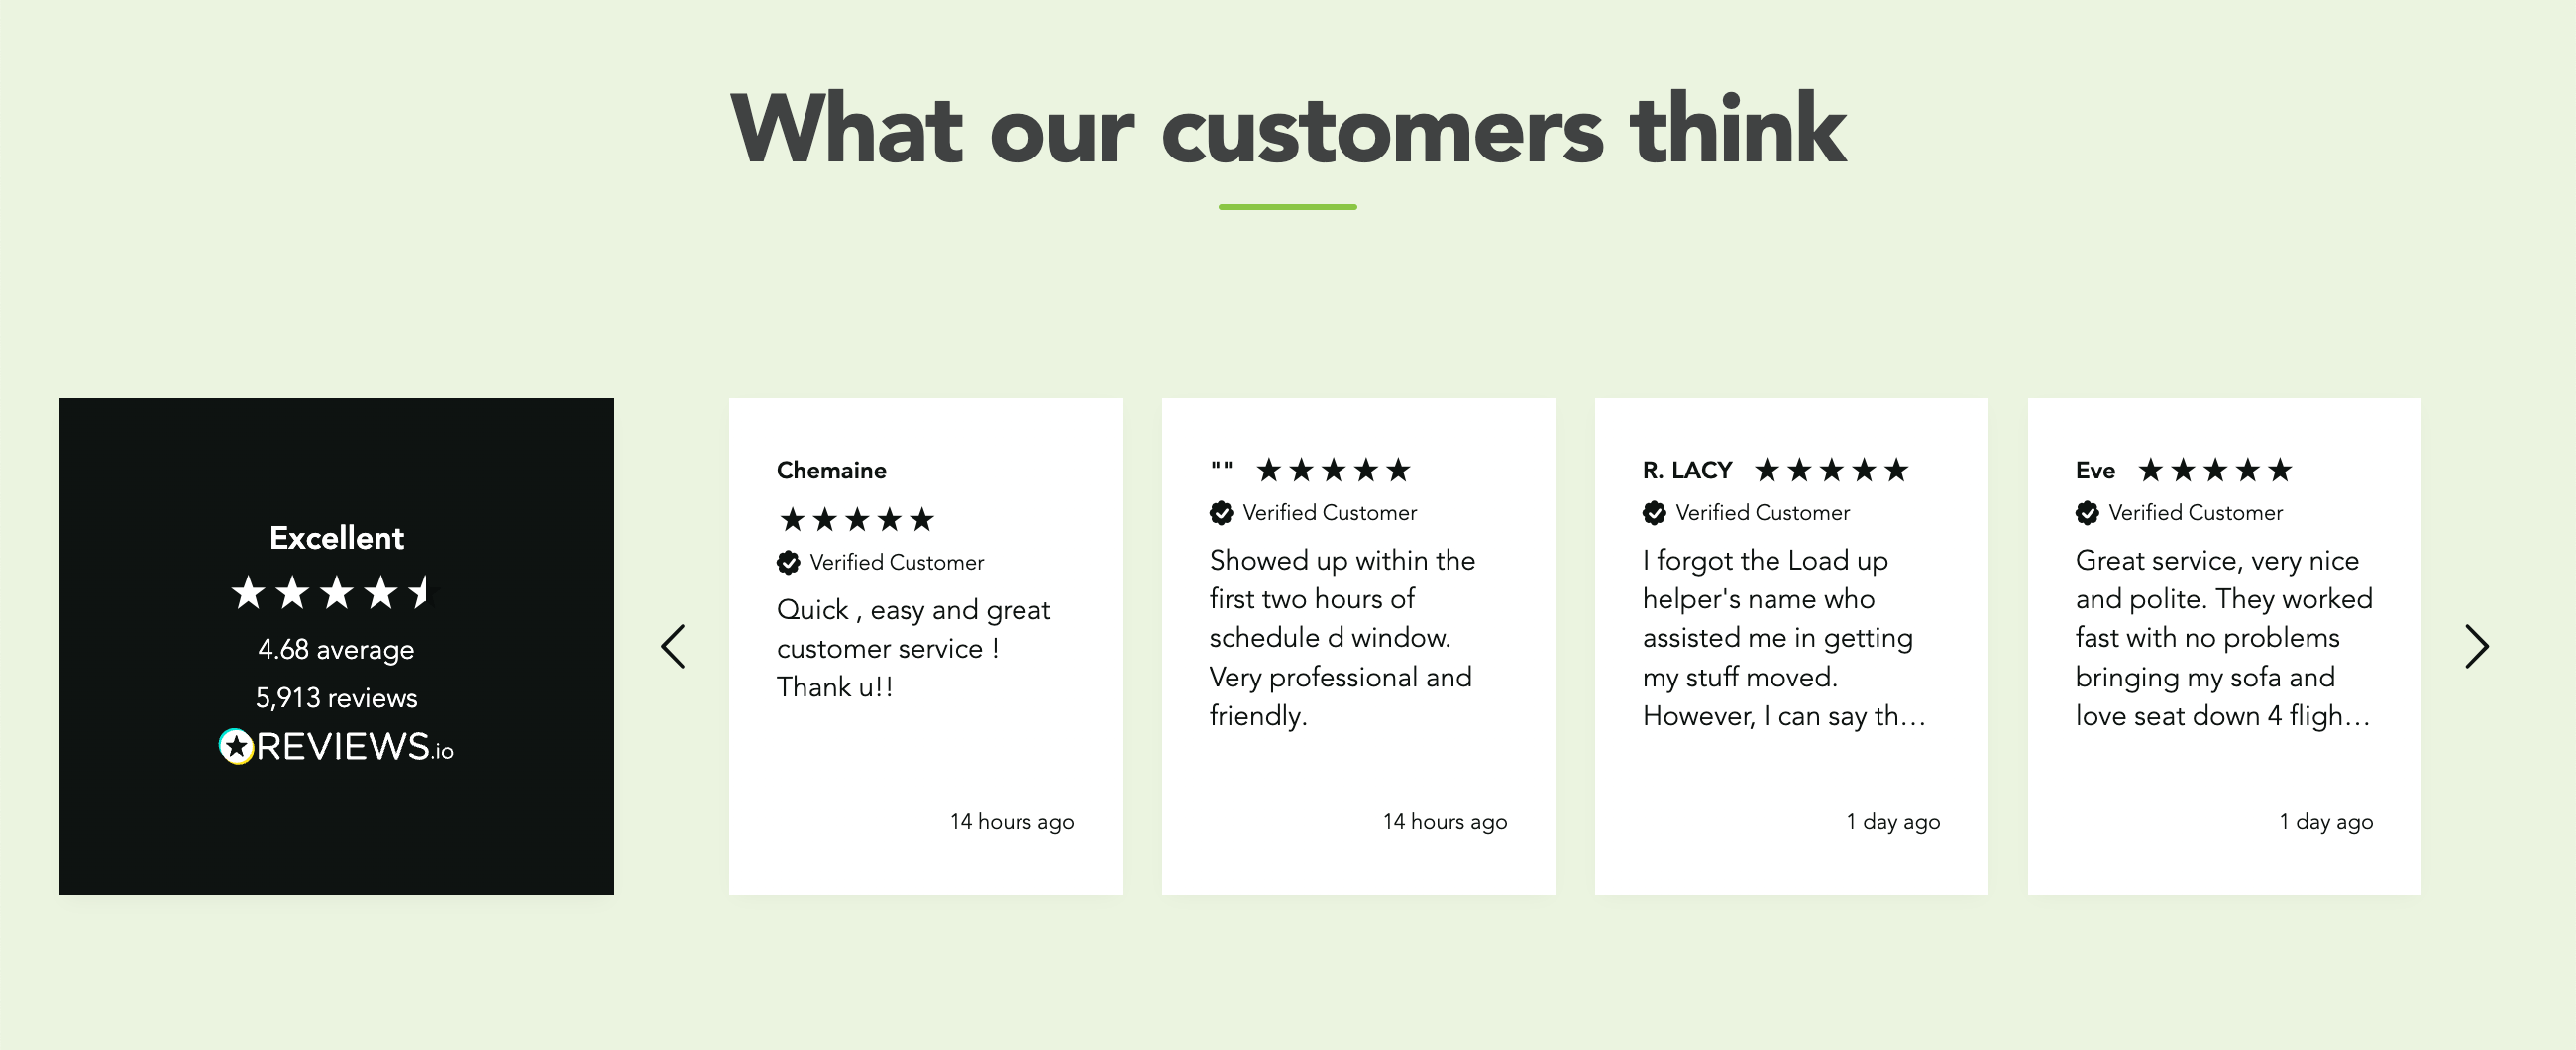 What our customers think
Excellent
4.68 average
5,913 reviews
REVIEWS.io
Chemaine
Verified Customer
Quick , easy and great
customer service !
Thank u!!
14 hours ago
""
Verified Customer
Showed up within the
first two hours of
schedule d window.
Very professional and
friendly.
14 hours ago
R. LACY
Verified Customer
I forgot the Load up
helper's name who
assisted me in getting
my stuff moved.
However, I can say th…
1 day ago
Eve
Verified Customer
Great service, very nice
and polite. They worked
fast with no problems
bringing my sofa and
love seat down 4 fligh…
1 day ago